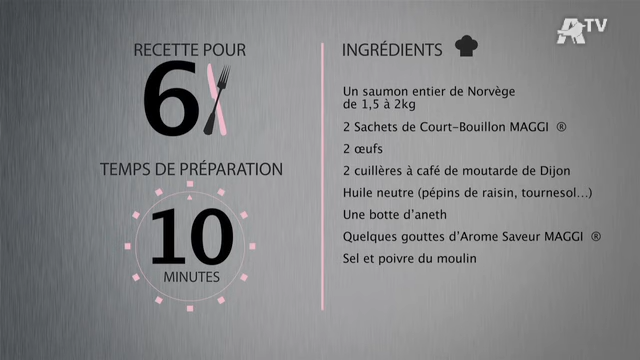 RECETTE POUR
6
TEMPS DE PRÉPARATION
10
MINUTES
INGRÉDIENTS
Un saumon entier de Norvège
de 1,5 à 2kg
2 Sachets de Court-Bouillon MAGGI ®
2 œufs
2 cuillères à café de moutarde de Dijon
Huile neutre (pépins de raisin, tournesol...)
Une botte d'aneth
Quelques gouttes d'Arome Saveur MAGGI ®
Sel et poivre du moulin
A TV